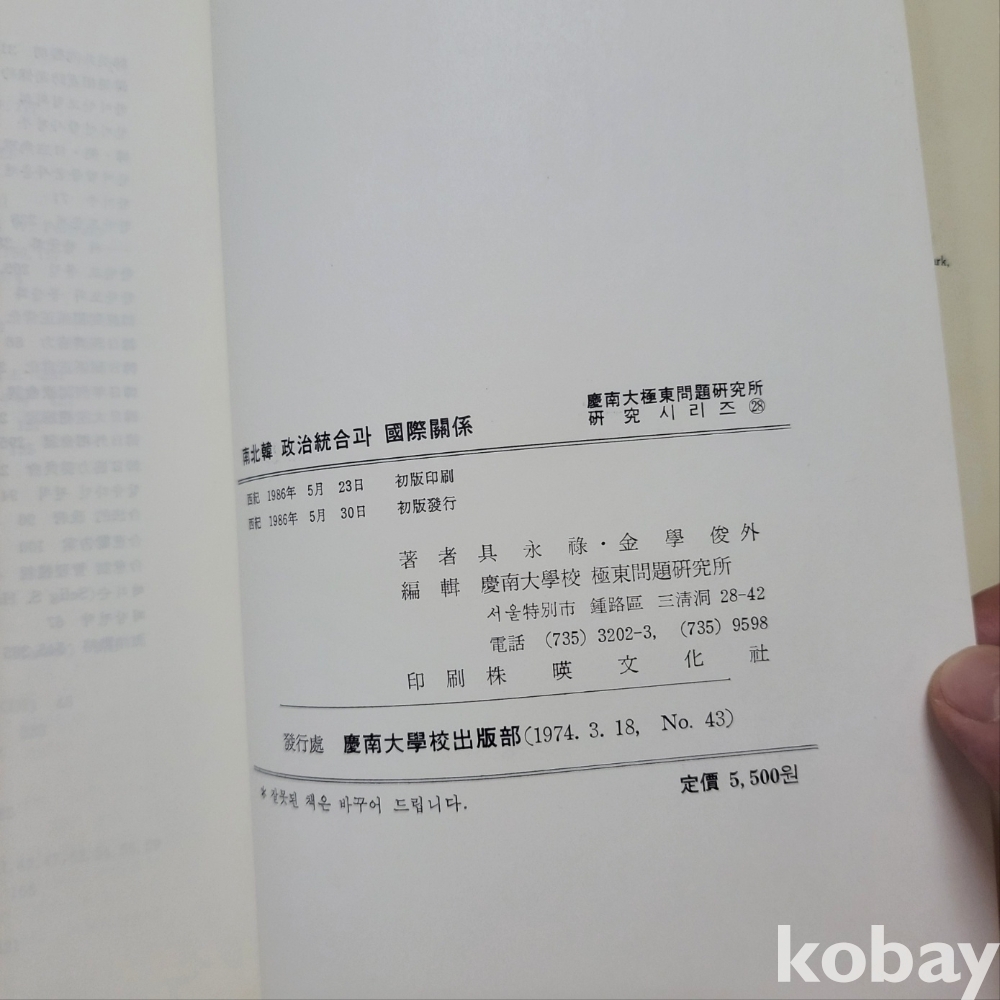 慶南大極東問題硏究所
硏究시리즈 ㉘
南北韓 政治統合과 國際關係
西紀 1986年 5月 23日 初版印刷
西紀 1986年 5月 30日 初版發行
著者 具永祿·金學俊外
編輯 慶南大學校 極東問題硏究所
서울特別市 鍾路區 三淸洞 28-42
電話 (735) 3202-3, (735) 9598
印刷 株暎文化社
發行處 慶南大學校出版部(1974. 3. 18, No. 43)
定價 5,500원
* 잘못된 책은 바꾸어 드립니다.
kobay